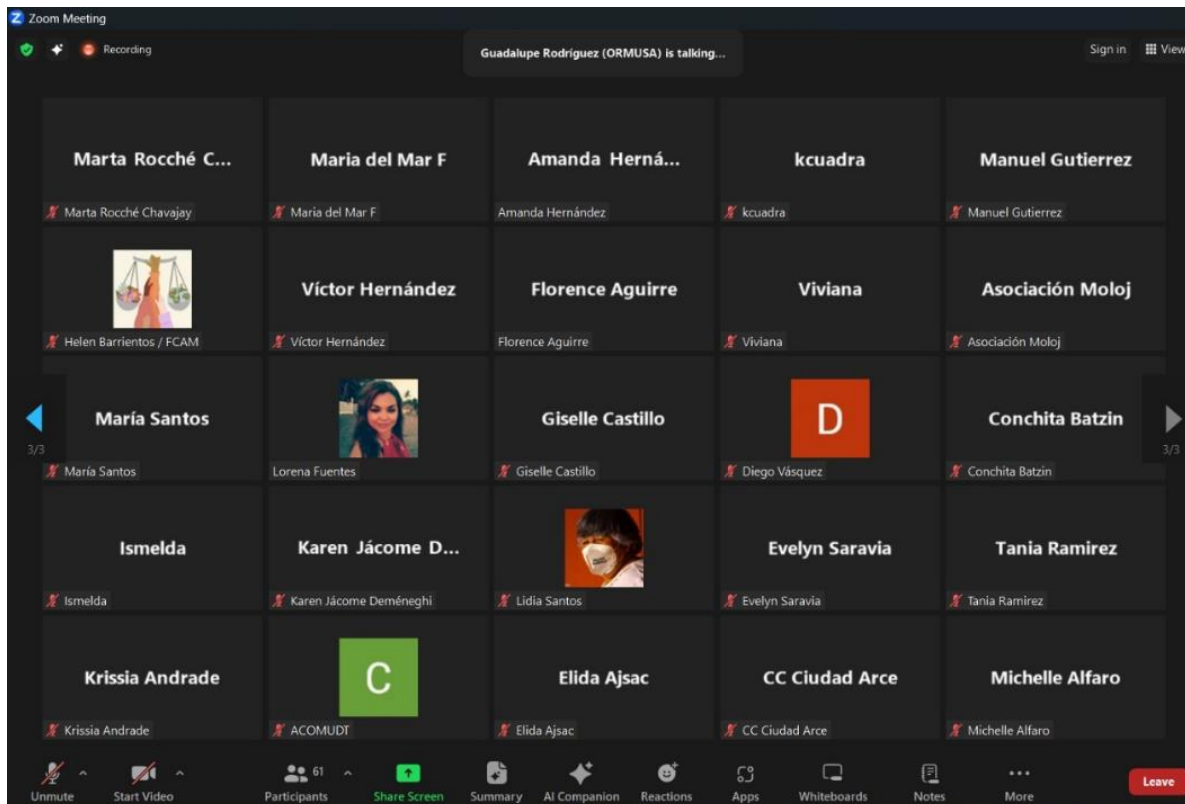 Zoom Meeting
Recording
Guadalupe Rodríguez (ORMUSA) is talking...
Sign in
View
Marta Rocché C...
Maria del Mar F
Amanda Herná...
kcuadra
Manuel Gutierrez
Marta Rocché Chavajay
Maria del Mar F
Amanda Hernández
kcuadra
Manuel Gutierrez
Víctor Hernández
Florence Aguirre
Viviana
Asociación Moloj
Helen Barrientos / FCAM
Víctor Hernández
Florence Aguirre
Viviana
Asociación Moloj
María Santos
Giselle Castillo
D
Conchita Batzin
3/3
3/3
María Santos
Lorena Fuentes
Giselle Castillo
Diego Vásquez
Conchita Batzin
Ismelda
Karen Jácome D...
Evelyn Saravia
Tania Ramirez
Ismelda
Karen Jácome Deméneghi
Lidia Santos
Evelyn Saravia
Tania Ramirez
Krissia Andrade
C
Elida Ajsac
CC Ciudad Arce
Michelle Alfaro
Krissia Andrade
ACOMUDT
Elida Ajsac
CC Ciudad Arce
Michelle Alfaro
61
Unmute
Start Video
Participants
Share Screen
Summary
AI Companion
Reactions
Apps
Whiteboards
Notes
More
Leave